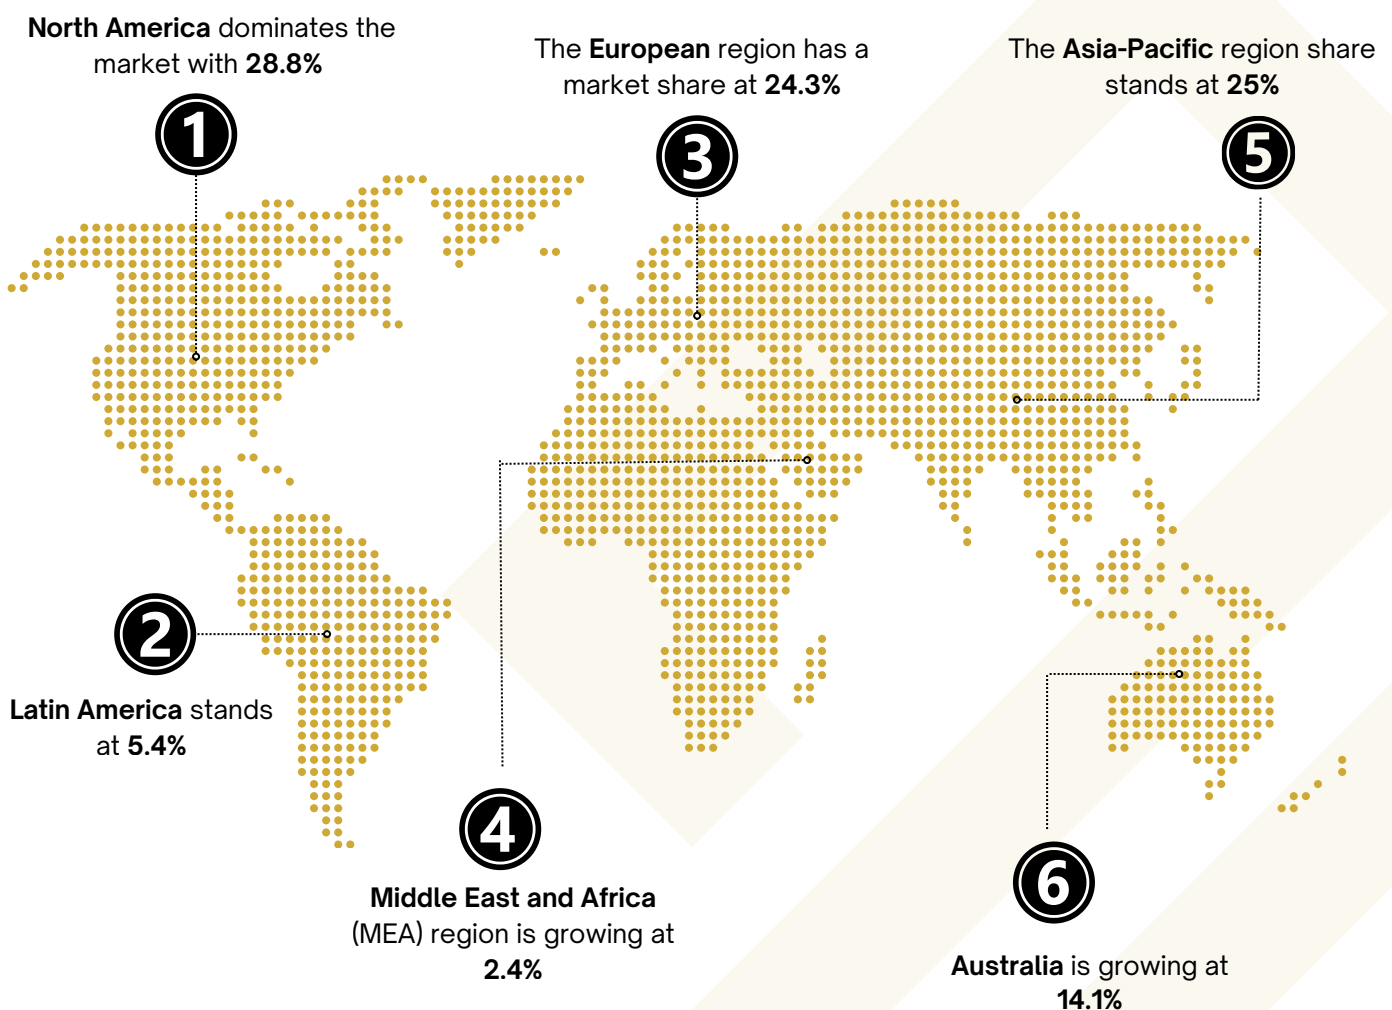 North America dominates the
market with 28.8%
1
The European region has a
market share at 24.3%
3
The Asia-Pacific region share
stands at 25%
5
2
Latin America stands
at 5.4%
4
Middle East and Africa
(MEA) region is growing at
2.4%
6
Australia is growing at
14.1%